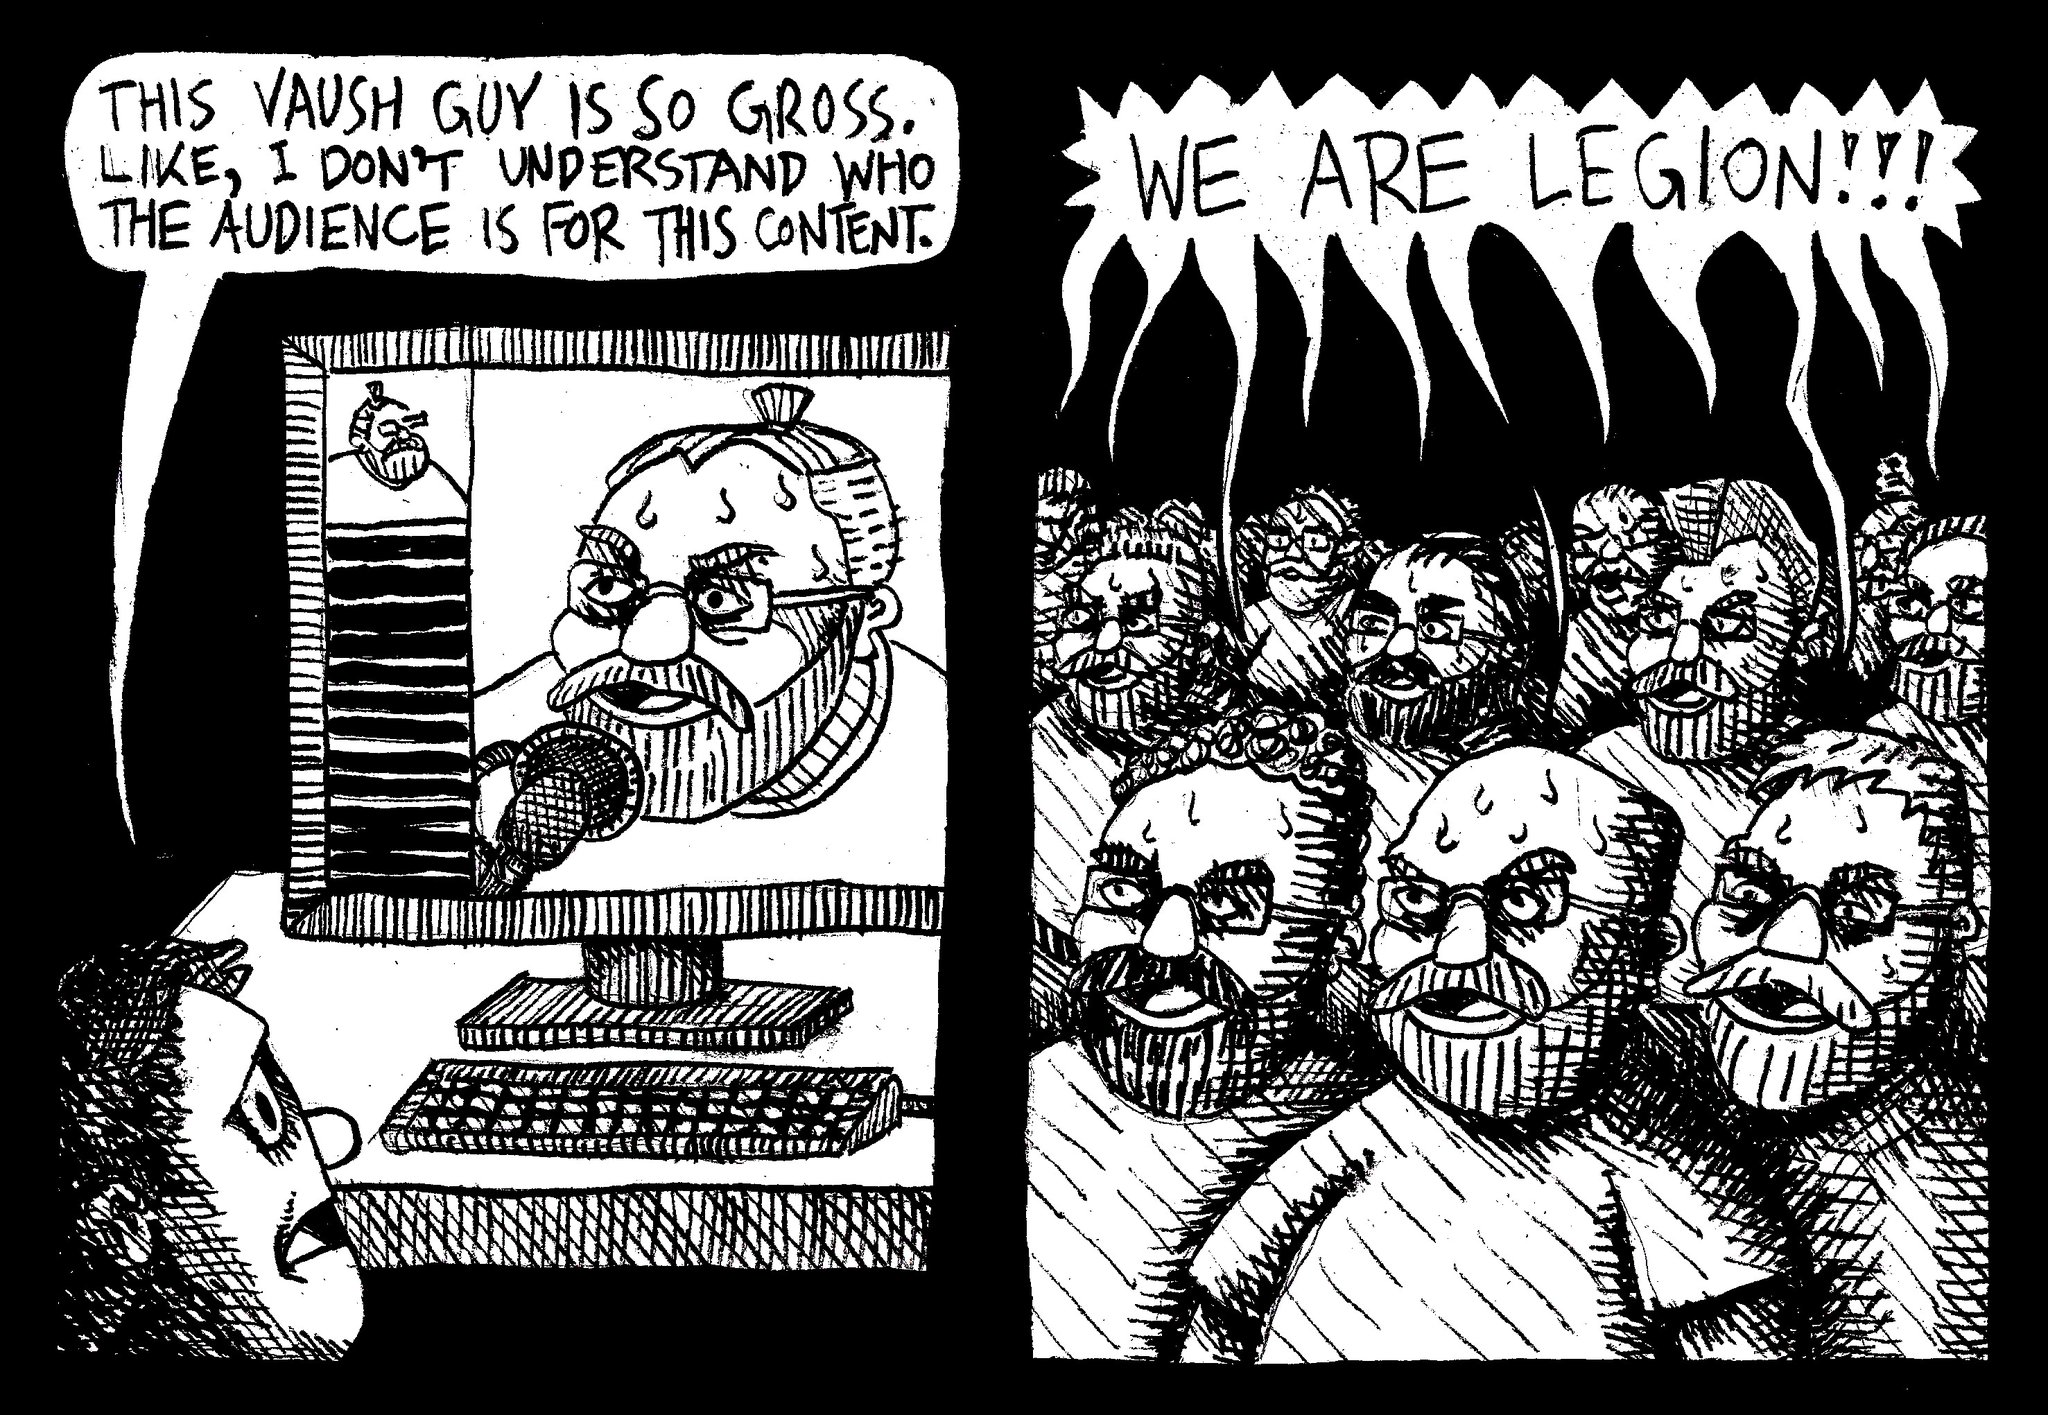 THIS VAUSH GUY IS SO GROSS.
LIKE, I DON'T UNDERSTAND WHO
THE AUDIENCE IS FOR THIS CONTENT.
WE ARE LEGION!!!